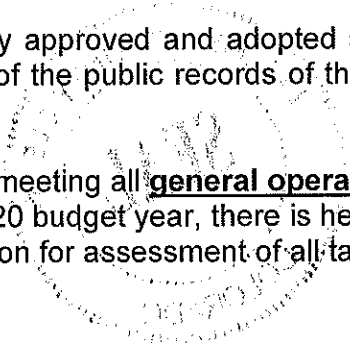 y approved and adopted
of the public records of th
meeting all general opera
20 budget year, there is he
on for assessment of all ta